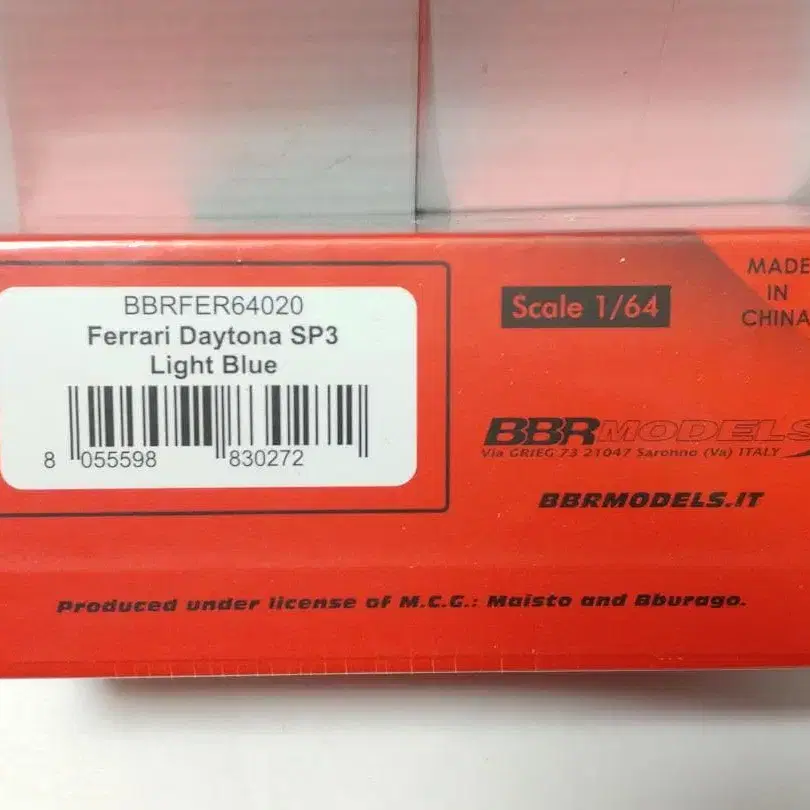 BBRFER64020
Ferrari Daytona SP3
Light Blue
8 055598 830272
Scale 1/64
MADE
IN
CHINA
BBRMODELS
Via GRIEG 73 21047 Saronno (Va) ITALY
BBRMODELS.IT
Produced under license of M.C.G.: Maisto and Bburago.